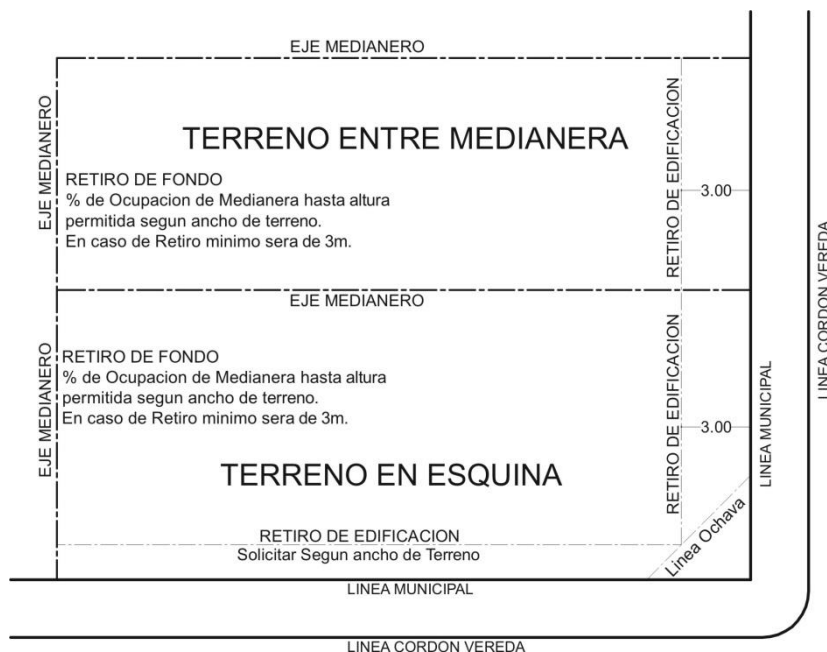 EJE MEDIANERO
EJE MEDIANERO
TERRENO ENTRE MEDIANERA
RETIRO DE EDIFICACION
RETIRO DE FONDO
% de Ocupacion de Medianera hasta altura
permitida segun ancho de terreno.
En caso de Retiro minimo sera de 3m.
3.00
LINEA CORDON VEREDA
EJE MEDIANERO
EJE MEDIANERO
RETIRO DE FONDO
% de Ocupacion de Medianera hasta altura
permitida segun ancho de terreno.
En caso de Retiro minimo sera de 3m.
RETIRO DE EDIFICACION
3.00
LINEA MUNICIPAL
TERRENO EN ESQUINA
RETIRO DE EDIFICACION
Solicitar Segun ancho de Terreno
Linea Ochava
LINEA MUNICIPAL
LINEA CORDON VEREDA